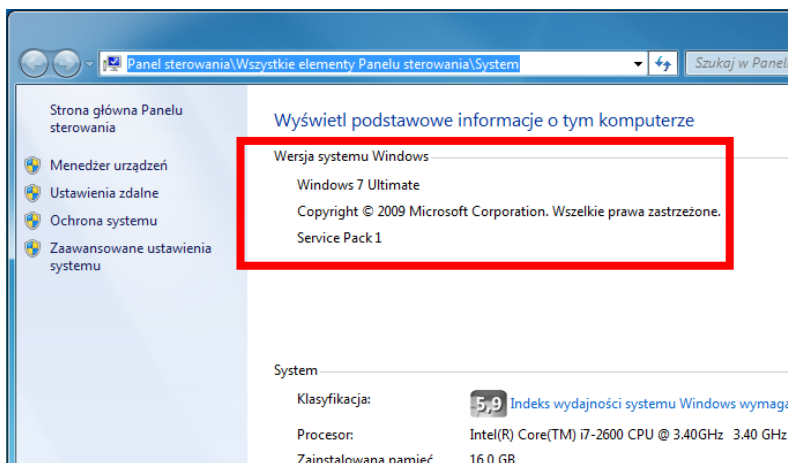 Panel sterowania\Wszystkie elementy Panelu sterowania\System
Szukaj w Panel
Strona główna Panelu
sterowania
Menedżer urządzeń
Ustawienia zdalne
Ochrona systemu
Zaawansowane ustawienia
systemu
Wyświetl podstawowe informacje o tym komputerze
Wersja systemu Windows
Windows 7 Ultimate
Copyright © 2009 Microsoft Corporation. Wszelkie prawa zastrzeżone.
Service Pack 1
System
Klasyfikacja:
5,9 Indeks wydajności systemu Windows wymaga
Procesor: Intel(R) Core(TM) i7-2600 CPU @ 3.40GHz 3.40 GHz
Zainstalowana pamięć 16,0 GB